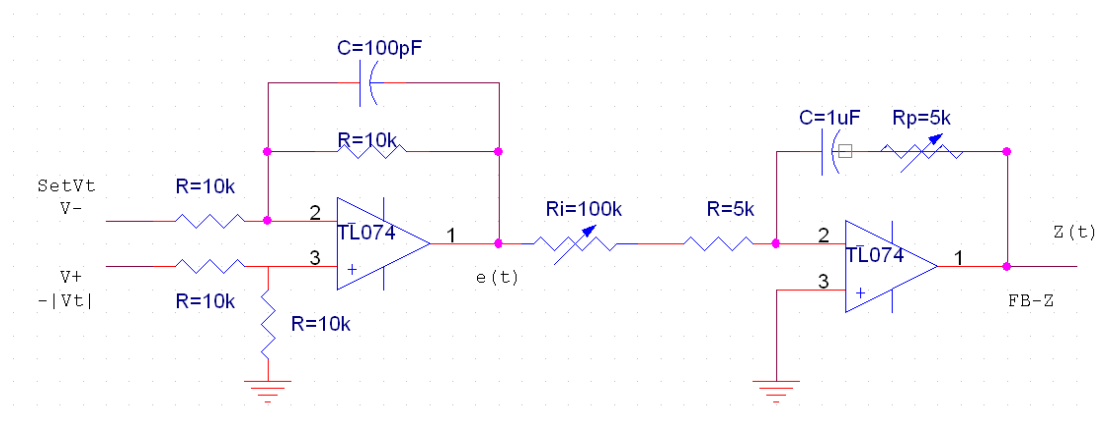 C=100pF
R=10k
SetVt
V-
R=10k
2
TL074
-
+
3
1
V+
-|Vt|
R=10k
R=10k
e(t)
Ri=100k
R=5k
C=1uF
Rp=5k
2
TL074
-
+
3
1
Z(t)
FB-Z